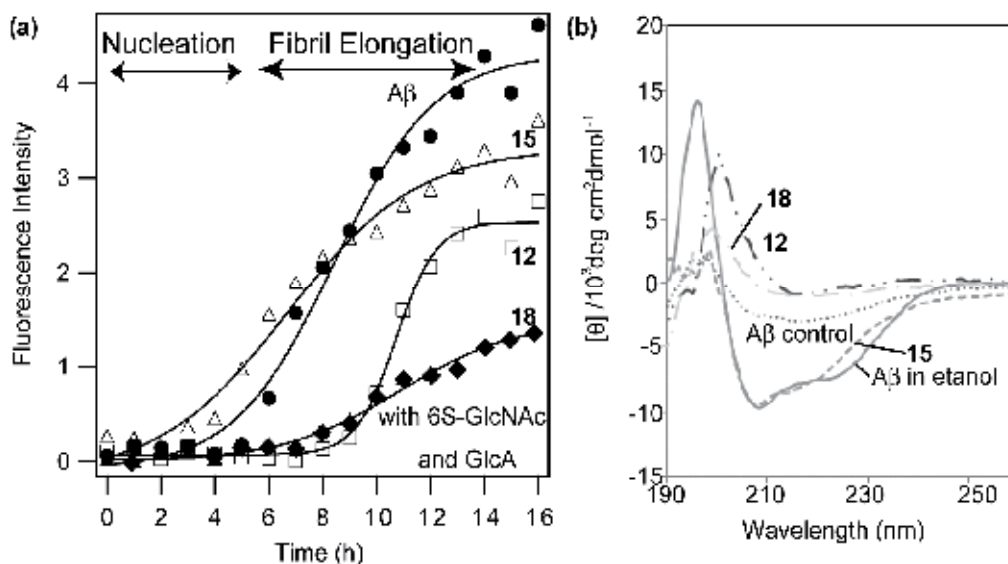 (a)
Nucleation
Fibril Elongation
Aβ
15
12
18
with 6S-GlcNAc
and GlcA
Fluorescence Intensity
4
3
2
1
0
0 2 4 6 8 10 12 14 16
Time (h)
(b)
20
15
10
5
0
-5
-10
-15
18
12
Aβ control
15
Aβ in etanol
[θ] /10³deg cm²dmol⁻¹
190 210 230 250
Wavelength (nm)